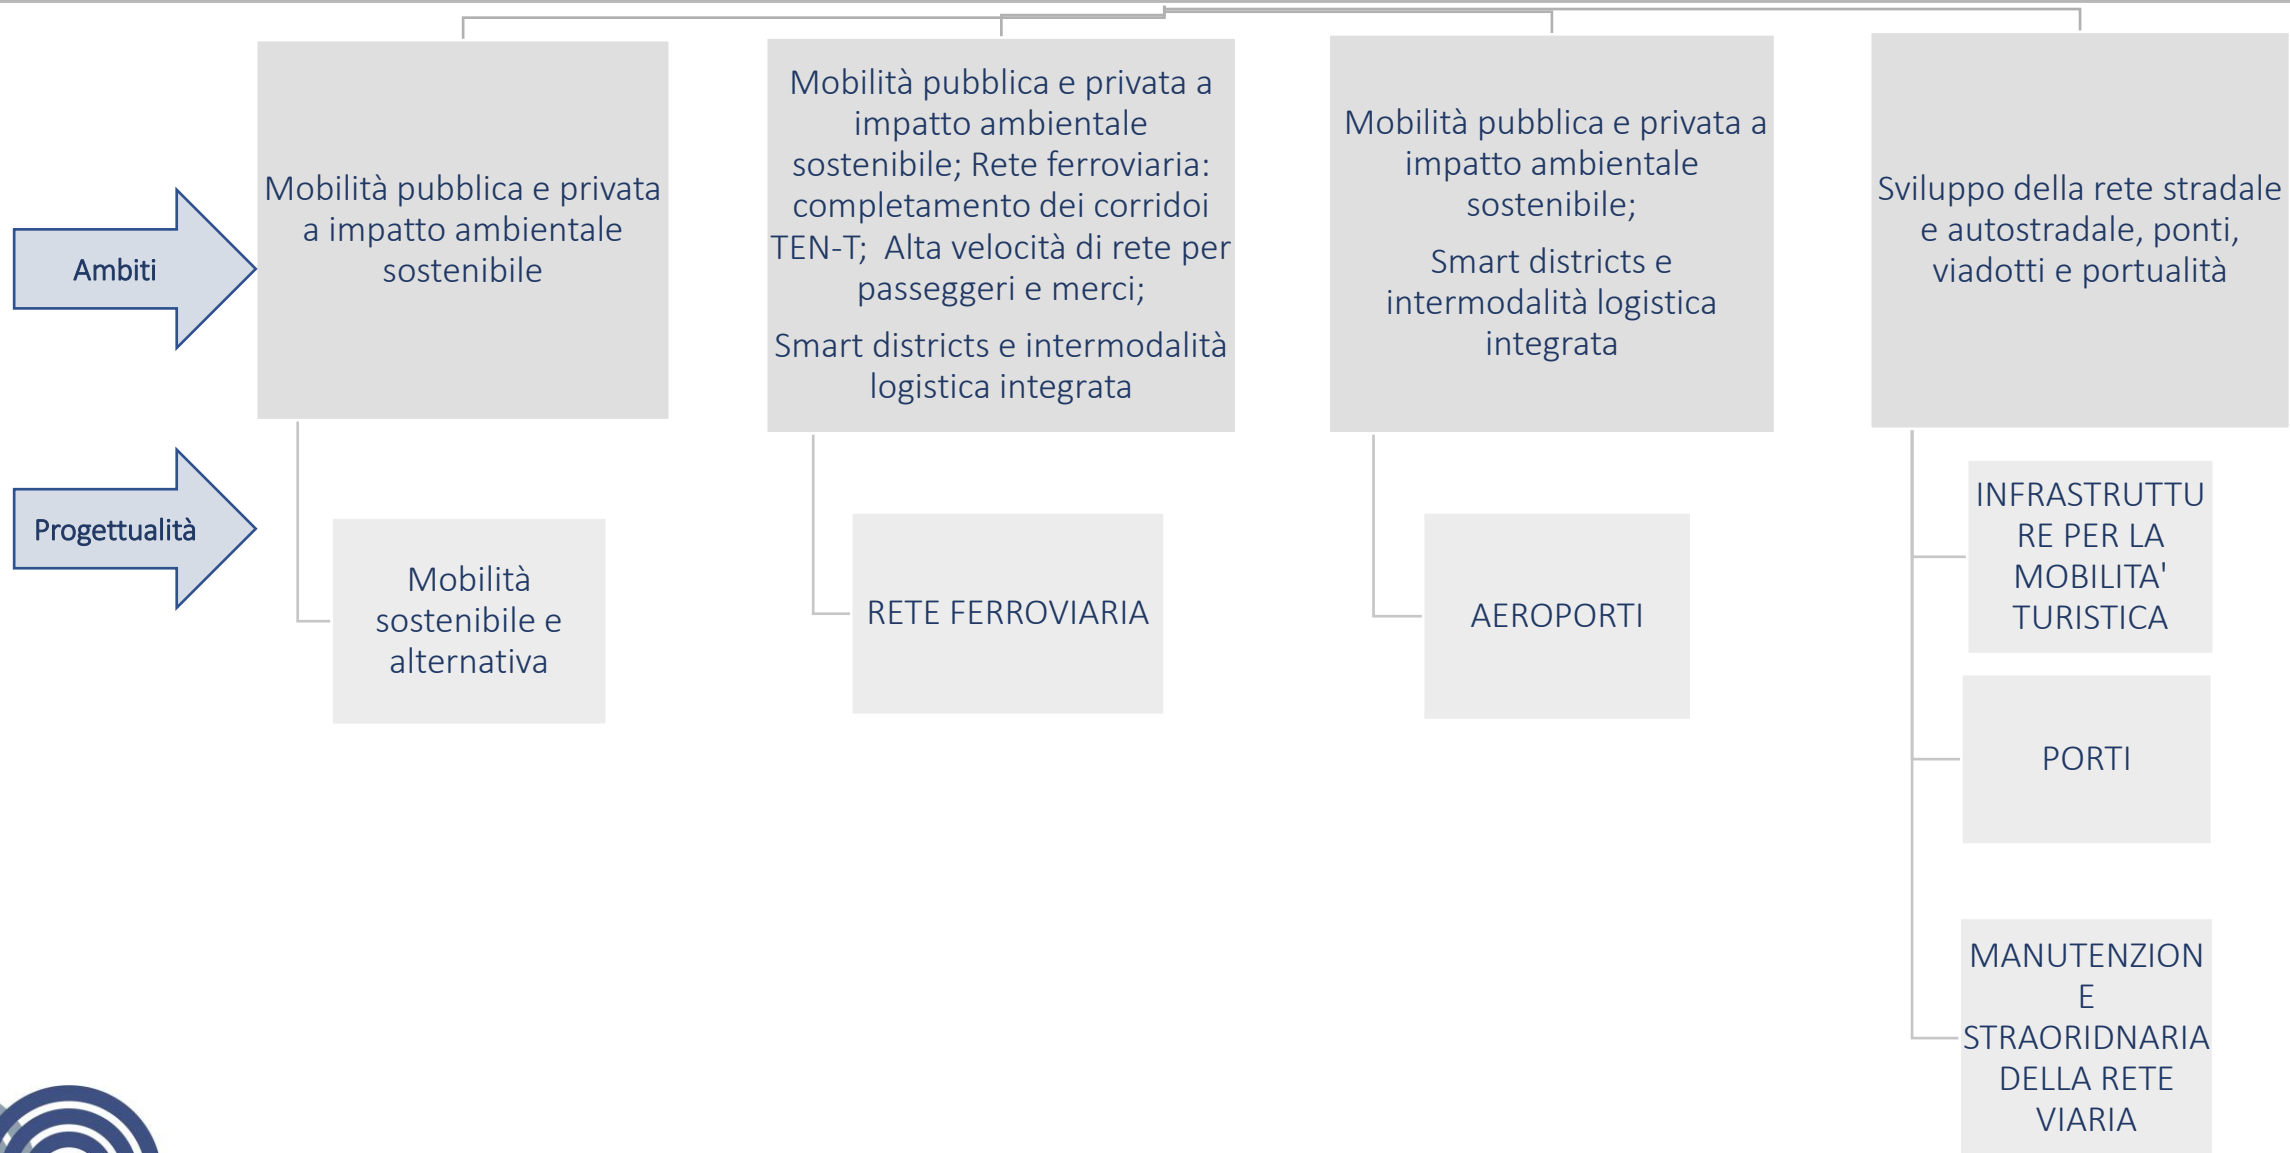 Ambiti
Mobilità pubblica e privata
a impatto ambientale
sostenibile
Mobilità pubblica e privata a
impatto ambientale
sostenibile; Rete ferroviaria:
completamento dei corridoi
TEN-T;  Alta velocità di rete per
passeggeri e merci;
Smart districts e intermodalità
logistica integrata
Mobilità pubblica e privata a
impatto ambientale
sostenibile;
Smart districts e
intermodalità logistica
integrata
Sviluppo della rete stradale
e autostradale, ponti,
viadotti e portualità
Progettualità
Mobilità
sostenibile e
alternativa
RETE FERROVIARIA
AEROPORTI
INFRASTRUTTU
RE PER LA
MOBILITA'
TURISTICA
PORTI
MANUTENZION
E
STRAORIDNARIA
DELLA RETE
VIARIA